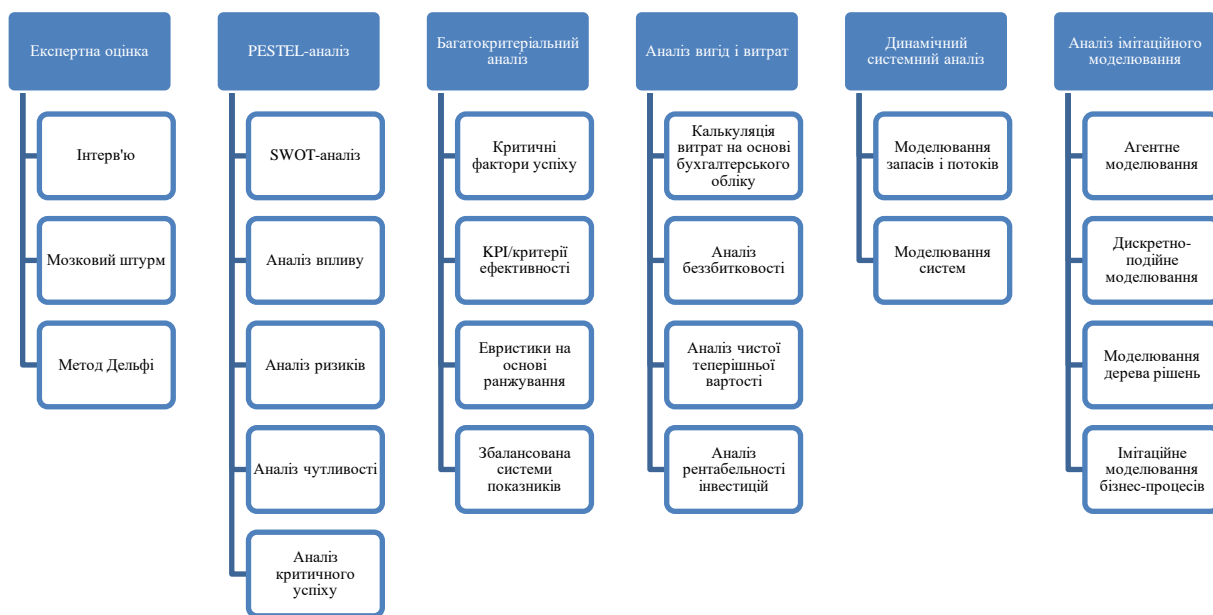 Експертна оцінка
Інтерв'ю
Мозковий штурм
Метод Дельфі
PESTEL-аналіз
SWOT-аналіз
Аналіз впливу
Аналіз ризиків
Аналіз чутливості
Аналіз
критичного
успіху
Багатокритеріальний
аналіз
Критичні
фактори успіху
KPI/критерії
ефективності
Евристики на
основі
ранжування
Збалансована
системи
показників
Аналіз вигід і витрат
Калькуляція
витрат на основі
бухгалтерського
обліку
Аналіз
беззбитковості
Аналіз чистої
теперішньої
вартості
Аналіз
рентабельності
інвестицій
Динамічний
системний аналіз
Моделювання
запасів і потоків
Моделювання
систем
Аналіз імітаційного
моделювання
Агентне
моделювання
Дискретно-
подійне
моделювання
Моделювання
дерева рішень
Імітаційне
моделювання
бізнес-процесів